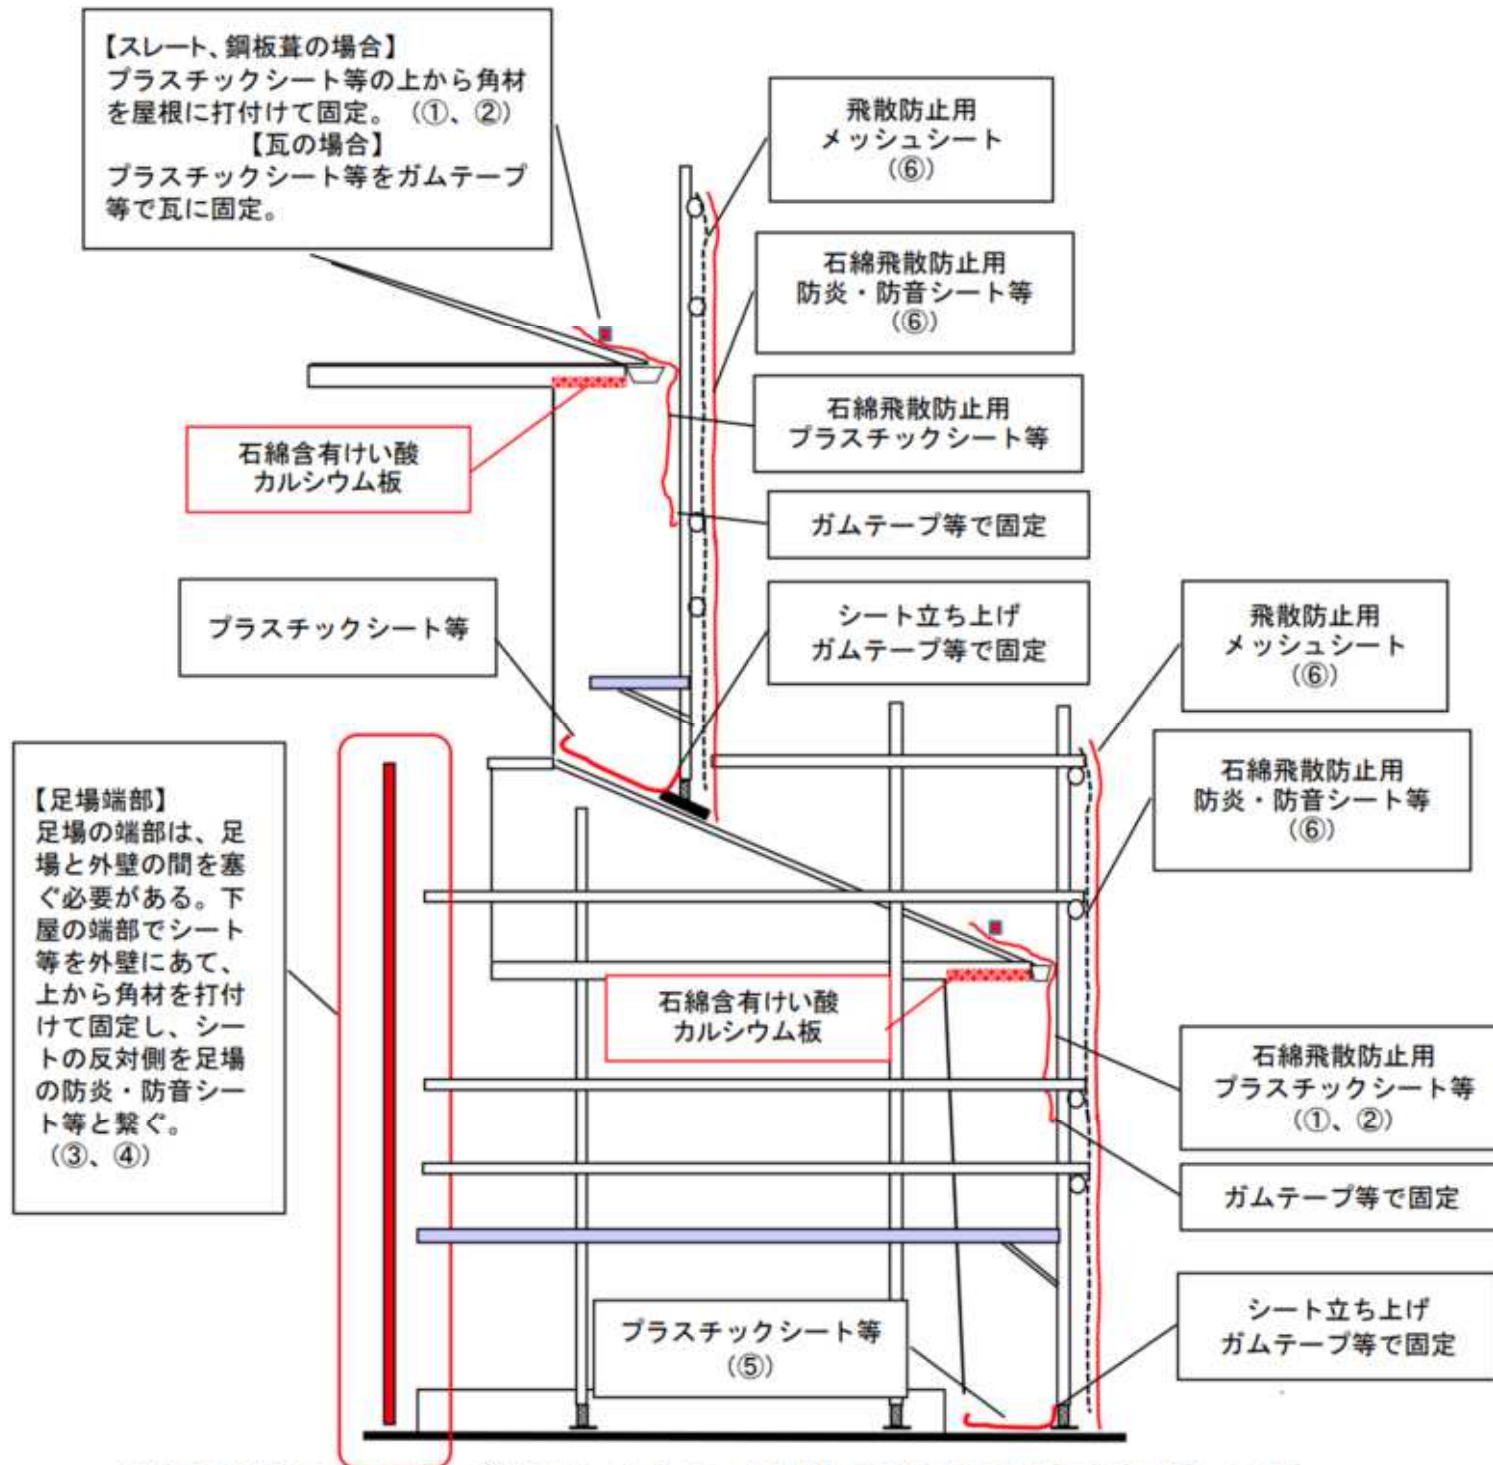 【スレート、鋼板葺の場合】
プラスチックシート等の上から角材
を屋根に打付けて固定。（①、②）
【瓦の場合】
プラスチックシート等をガムテープ
等で瓦に固定。
飛散防止用
メッシュシート
（⑥）
石綿飛散防止用
防炎・防音シート等
（⑥）
石綿飛散防止用
プラスチックシート等
石綿含有けい酸
カルシウム板
ガムテープ等で固定
プラスチックシート等
シート立ち上げ
ガムテープ等で固定
飛散防止用
メッシュシート
（⑥）
石綿飛散防止用
防炎・防音シート等
（⑥）
【足場端部】
足場の端部は、足
場と外壁の間を塞
ぐ必要がある。下
屋の端部でシート
等を外壁にあて、
上から角材を打付
けて固定し、シー
トの反対側を足場
の防炎・防音シー
ト等と繋ぐ。
（③、④）
石綿含有けい酸
カルシウム板
石綿飛散防止用
プラスチックシート等
（①、②）
ガムテープ等で固定
プラスチックシート等
（⑤）
シート立ち上げ
ガムテープ等で固定